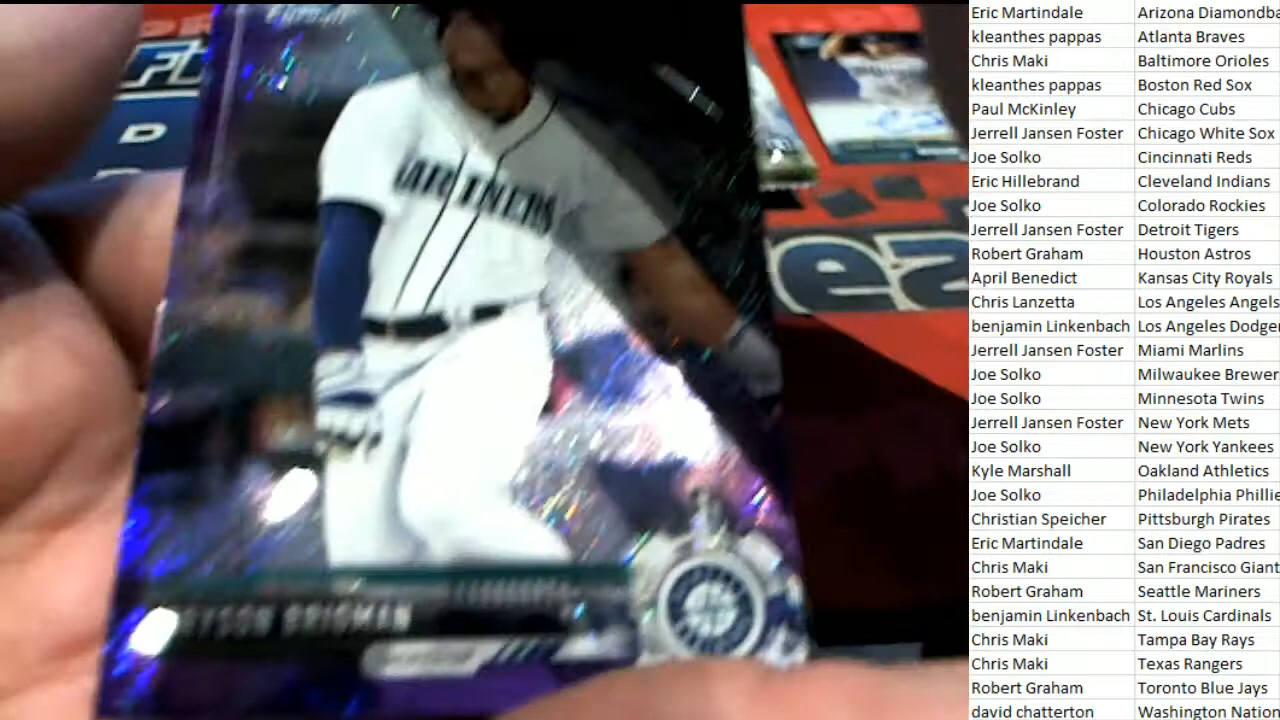 MARINERS
BRIGMAN
Eric Martindale Arizona Diamondba
kleanthes pappas Atlanta Braves
Chris Maki Baltimore Orioles
kleanthes pappas Boston Red Sox
Paul McKinley Chicago Cubs
Jerrell Jansen Foster Chicago White Sox
Joe Solko Cincinnati Reds
Eric Hillebrand Cleveland Indians
Joe Solko Colorado Rockies
Jerrell Jansen Foster Detroit Tigers
Robert Graham Houston Astros
April Benedict Kansas City Royals
Chris Lanzetta Los Angeles Angels
benjamin Linkenbach Los Angeles Dodge
Jerrell Jansen Foster Miami Marlins
Joe Solko Milwaukee Brewer
Joe Solko Minnesota Twins
Jerrell Jansen Foster New York Mets
Joe Solko New York Yankees
Kyle Marshall Oakland Athletics
Joe Solko Philadelphia Phillie
Christian Speicher Pittsburgh Pirates
Eric Martindale San Diego Padres
Chris Maki San Francisco Giant
Robert Graham Seattle Mariners
benjamin Linkenbach St. Louis Cardinals
Chris Maki Tampa Bay Rays
Chris Maki Texas Rangers
Robert Graham Toronto Blue Jays
david chatterton Washington Nation